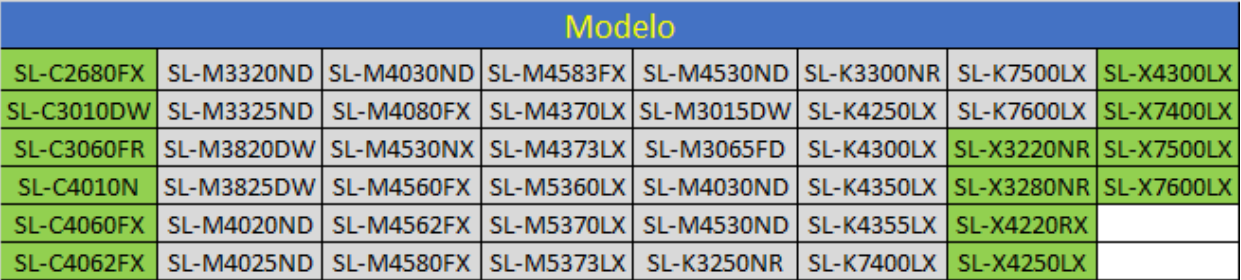 Modelo
SL-C2680FX SL-M3320ND SL-M4030ND SL-M4583FX SL-M4530ND SL-K3300NR SL-K7500LX SL-X4300LX
SL-C3010DW SL-M3325ND SL-M4080FX SL-M4370LX SL-M3015DW SL-K4250LX SL-K7600LX SL-X7400LX
SL-C3060FR SL-M3820DW SL-M4530NX SL-M4373LX SL-M3065FD SL-K4300LX SL-X3220NR SL-X7500LX
SL-C4010N SL-M3825DW SL-M4560FX SL-M5360LX SL-M4030ND SL-K4350LX SL-X3280NR SL-X7600LX
SL-C4060FX SL-M4020ND SL-M4562FX SL-M5370LX SL-M4530ND SL-K4355LX SL-X4220RX
SL-C4062FX SL-M4025ND SL-M4580FX SL-M5373LX SL-K3250NR SL-K7400LX SL-X4250LX